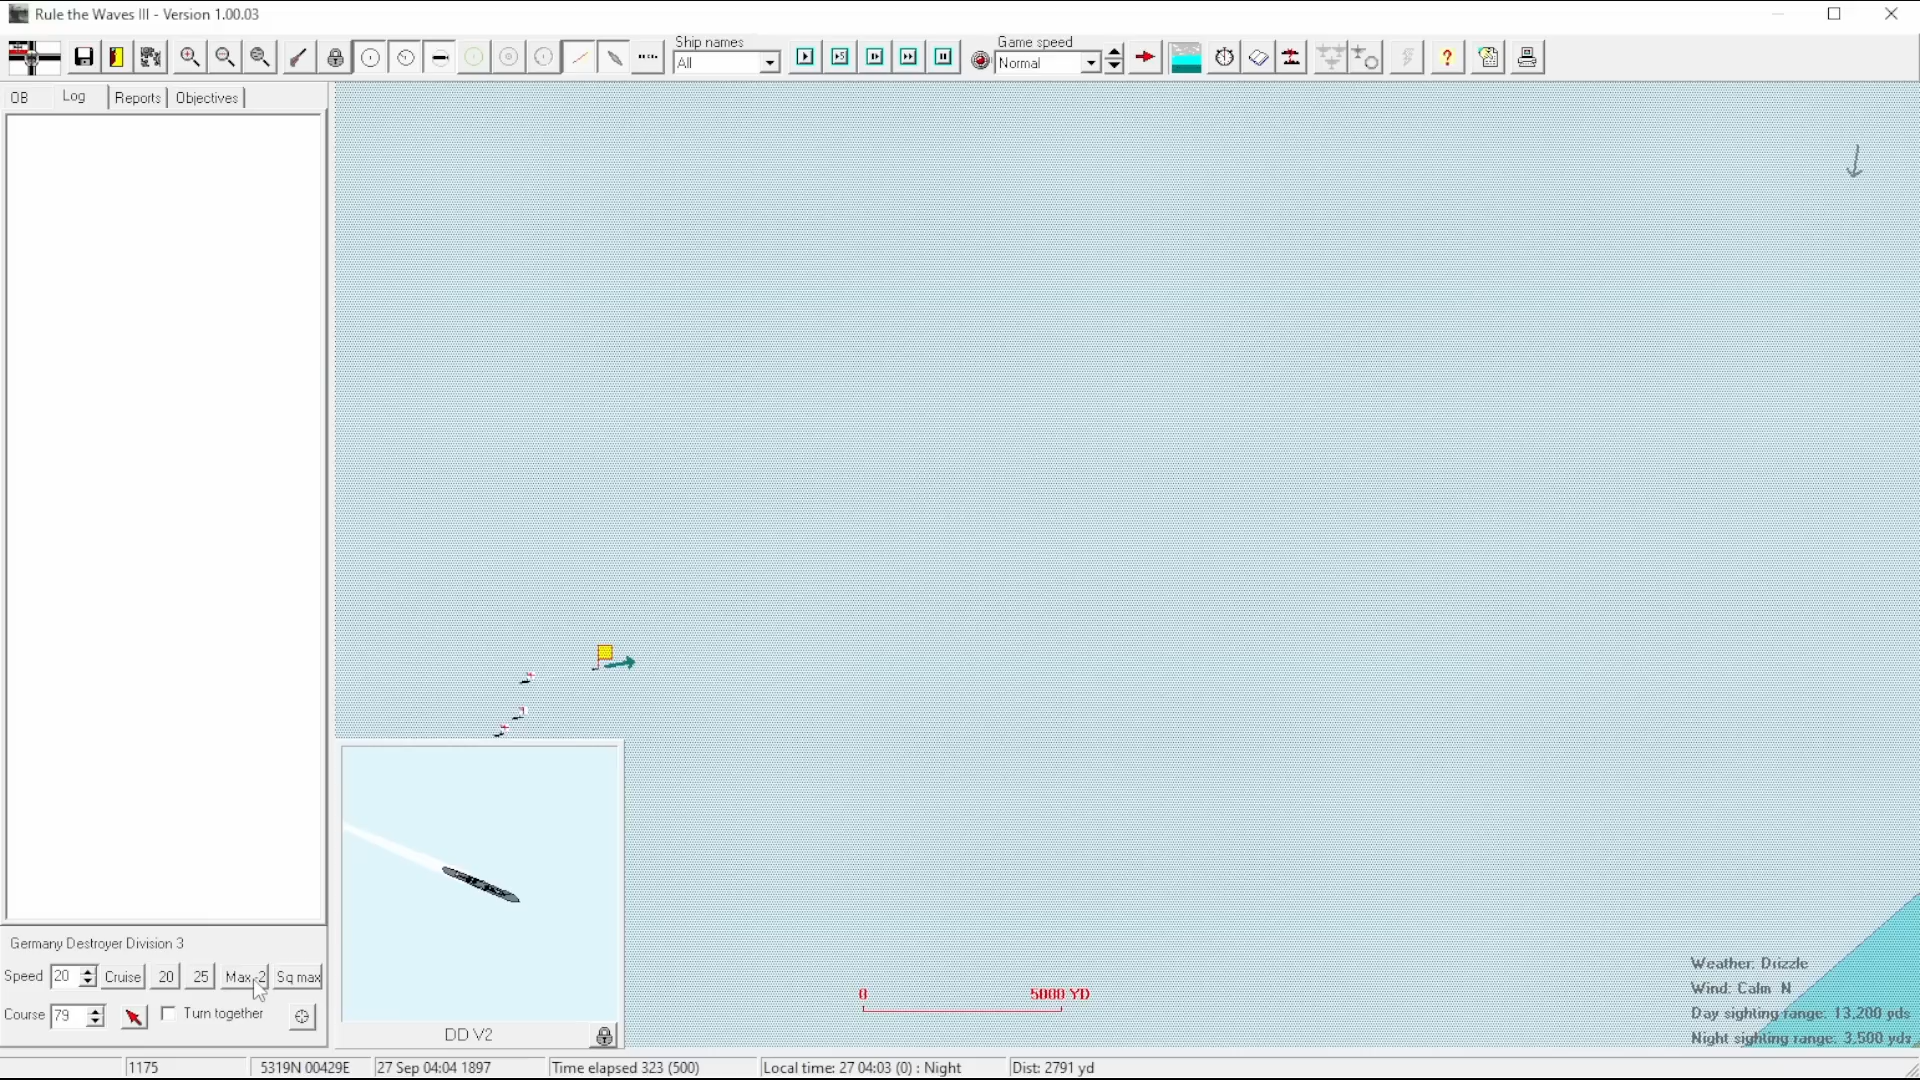 Rule the Waves III - Version 1.00.03
Ship names
All
Game speed
Normal
OB
Log
Reports
Objectives
Germany Destroyer Division 3
Speed 20 Cruise 20 25 Max -2 Sq max
Course 79 Turn together
DD V2
0 5000 YD
Weather: Drizzle
Wind: Calm N
Day sighting range: 13,200 yds
Night sighting range: 3,500 yds
1175 5319N 00429E 27 Sep 04:04 1897 Time elapsed 323 (500) Local time: 27 04:03 (0) : Night Dist: 2791 yd